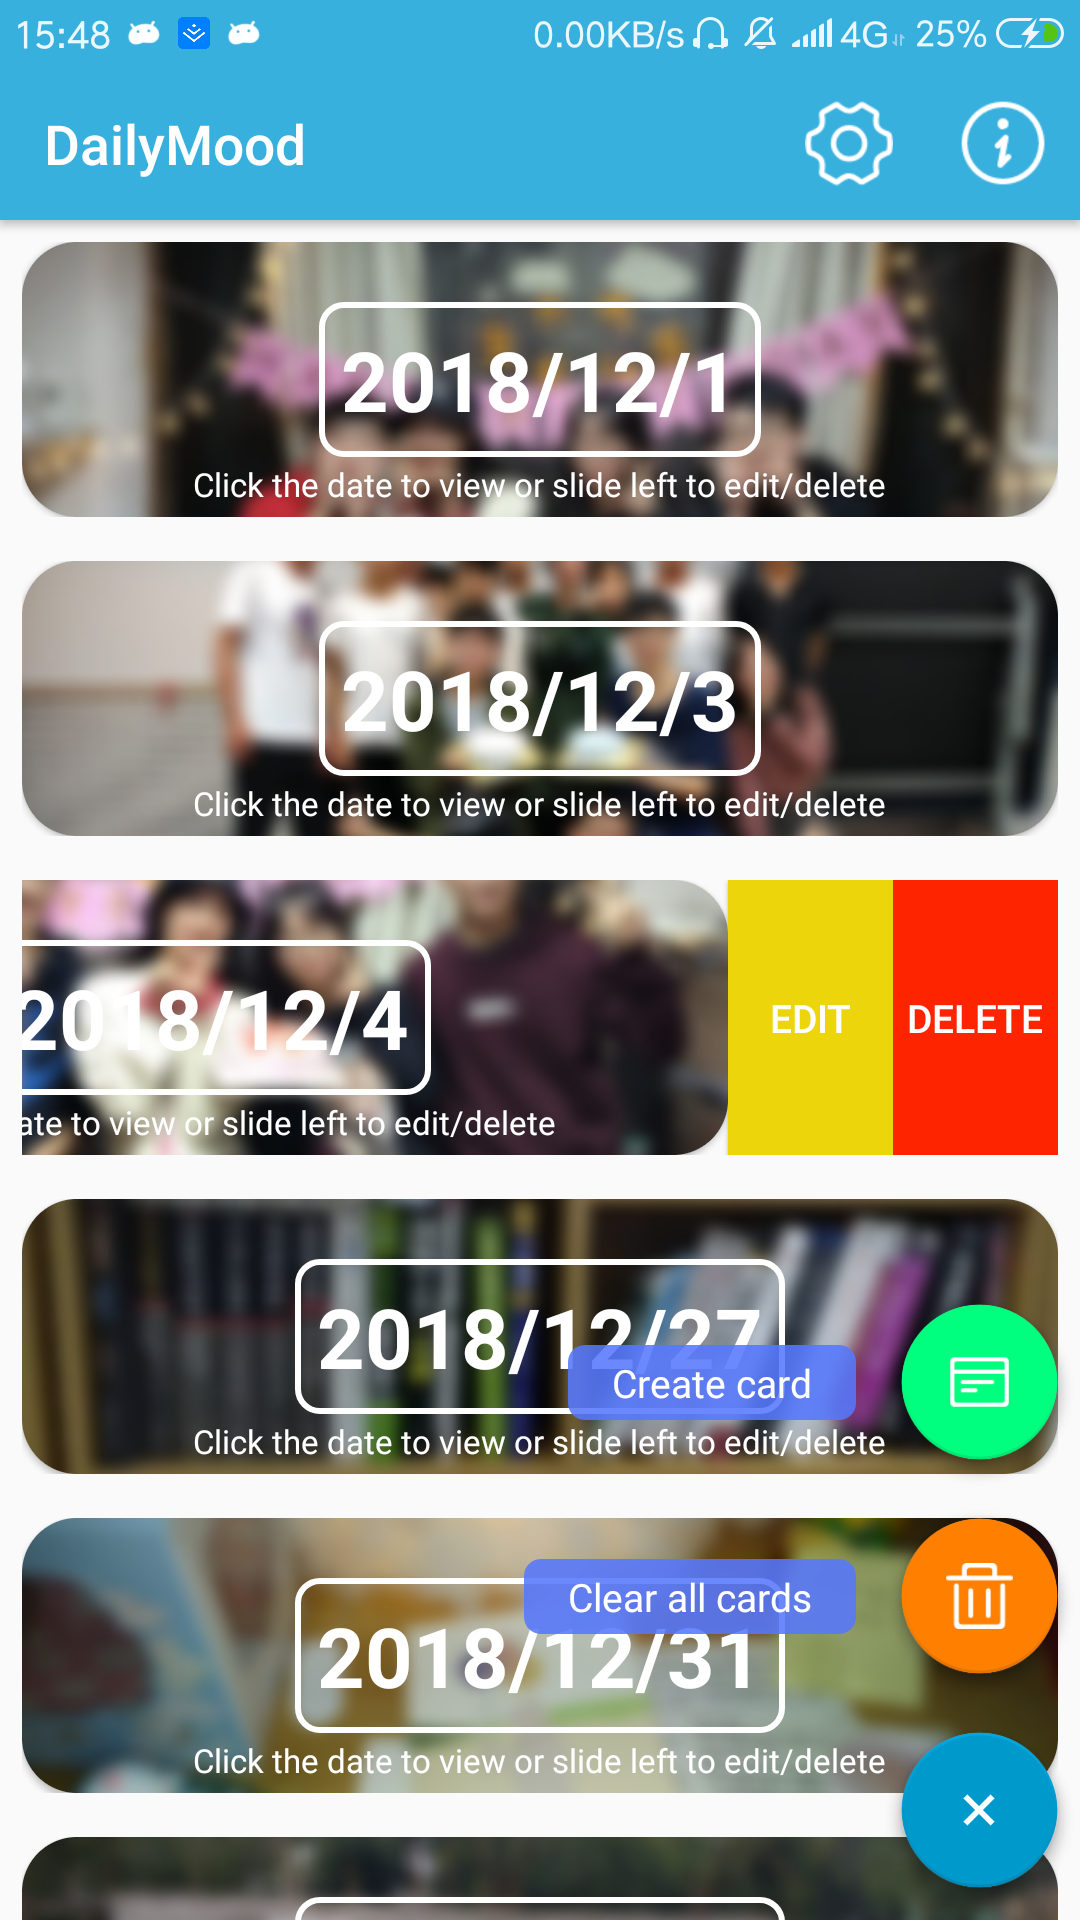 15:48 0.00KB/s 4G 25%
DailyMood
2018/12/1
Click the date to view or slide left to edit/delete
2018/12/3
Click the date to view or slide left to edit/delete
2018/12/4
ate to view or slide left to edit/delete
EDIT
DELETE
2018/12/27
Create card
Click the date to view or slide left to edit/delete
Clear all cards
2018/12/31
Click the date to view or slide left to edit/delete